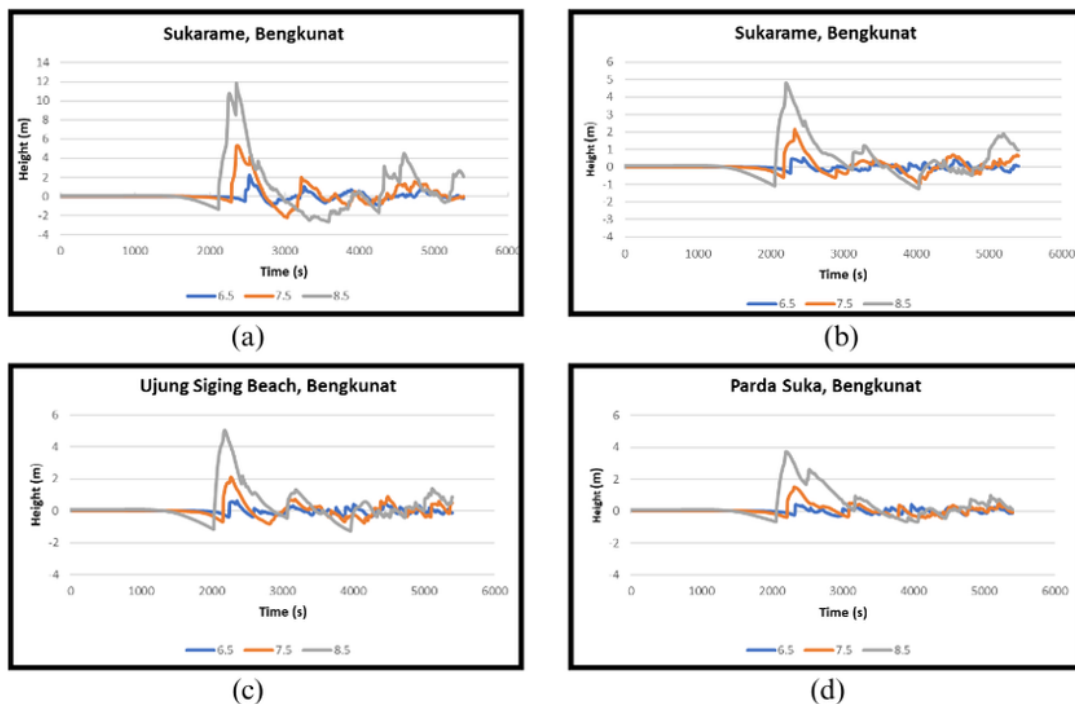 Sukarame, Bengkunat
14
12
10
8
6
4
2
0
-2
-4
Height (m)
0 1000 2000 3000 4000 5000 6000
Time (s)
6.5 7.5 8.5
(a)
Sukarame, Bengkunat
6
5
4
3
2
1
0
-1
-2
-3
-4
Height (m)
0 1000 2000 3000 4000 5000 6000
Time (s)
6.5 7.5 8.5
(b)
Ujung Siging Beach, Bengkunat
6
4
2
0
-2
-4
Height (m)
0 1000 2000 3000 4000 5000 6000
Time (s)
6.5 7.5 8.5
(c)
Parda Suka, Bengkunat
6
4
2
0
-2
-4
Height (m)
0 1000 2000 3000 4000 5000 6000
Time (s)
6.5 7.5 8.5
(d)